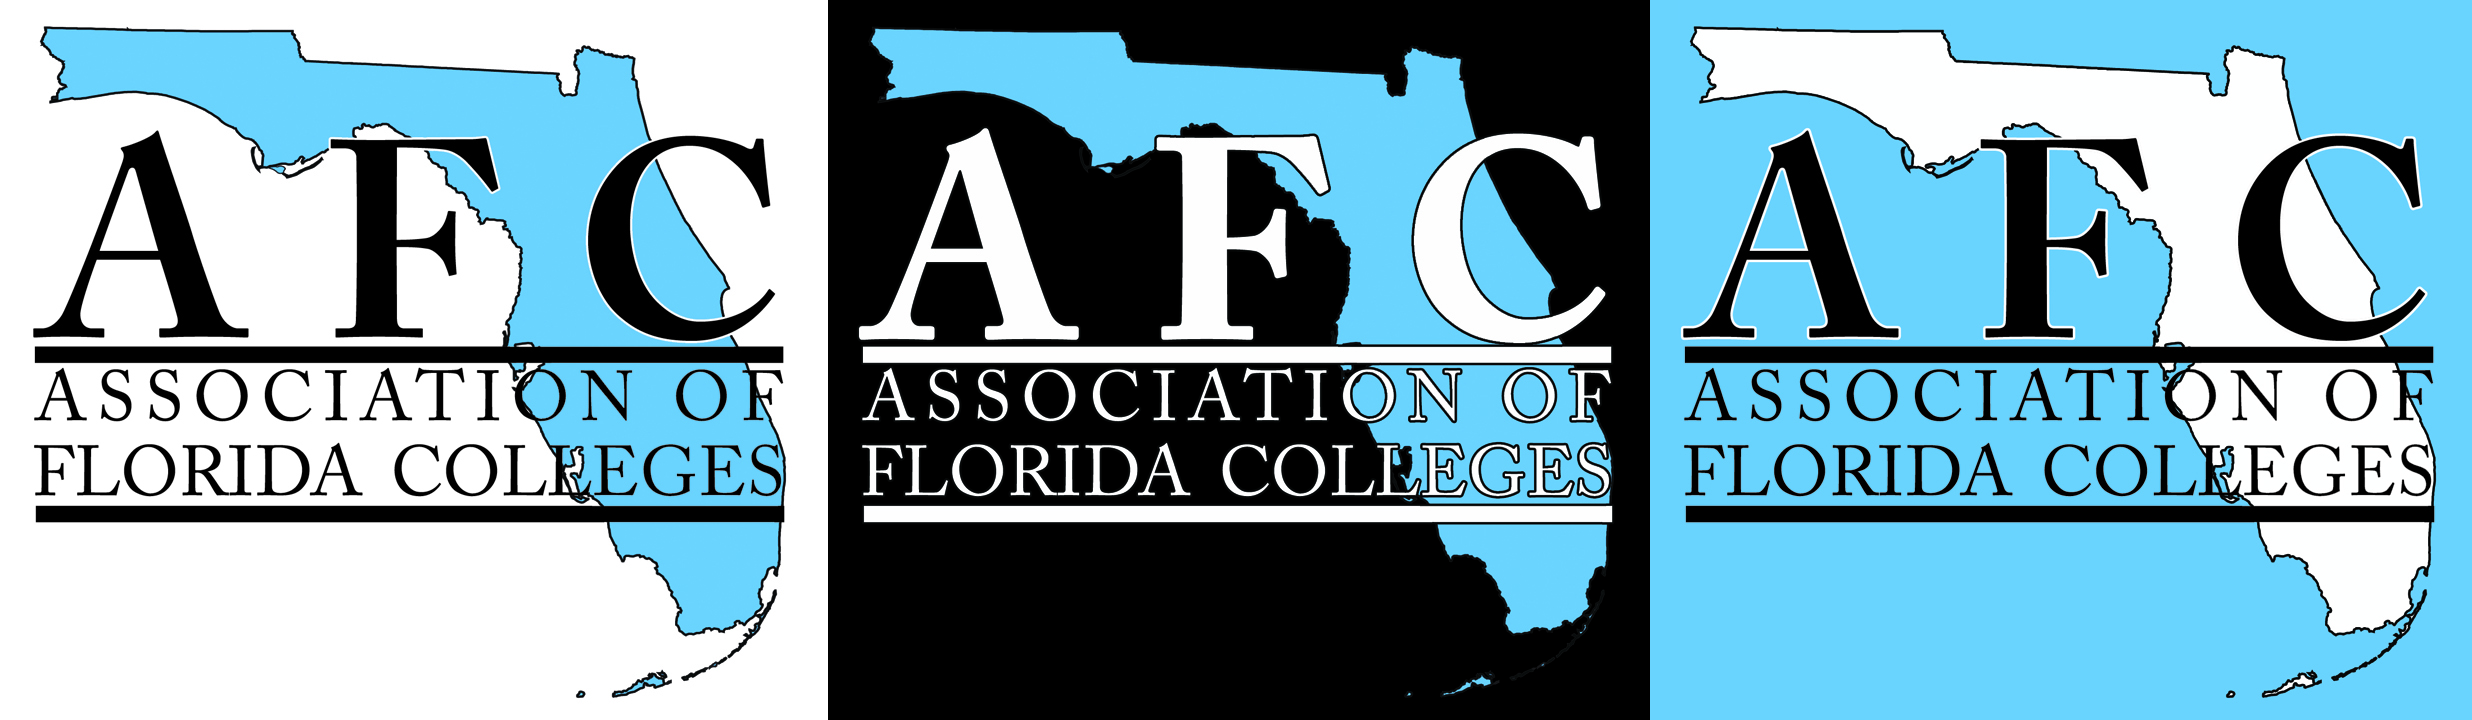 AFC
ASSOCIATION OF
FLORIDA COLLEGES
AFC
ASSOCIATION OF
FLORIDA COLLEGES
AFC
ASSOCIATION OF
FLORIDA COLLEGES